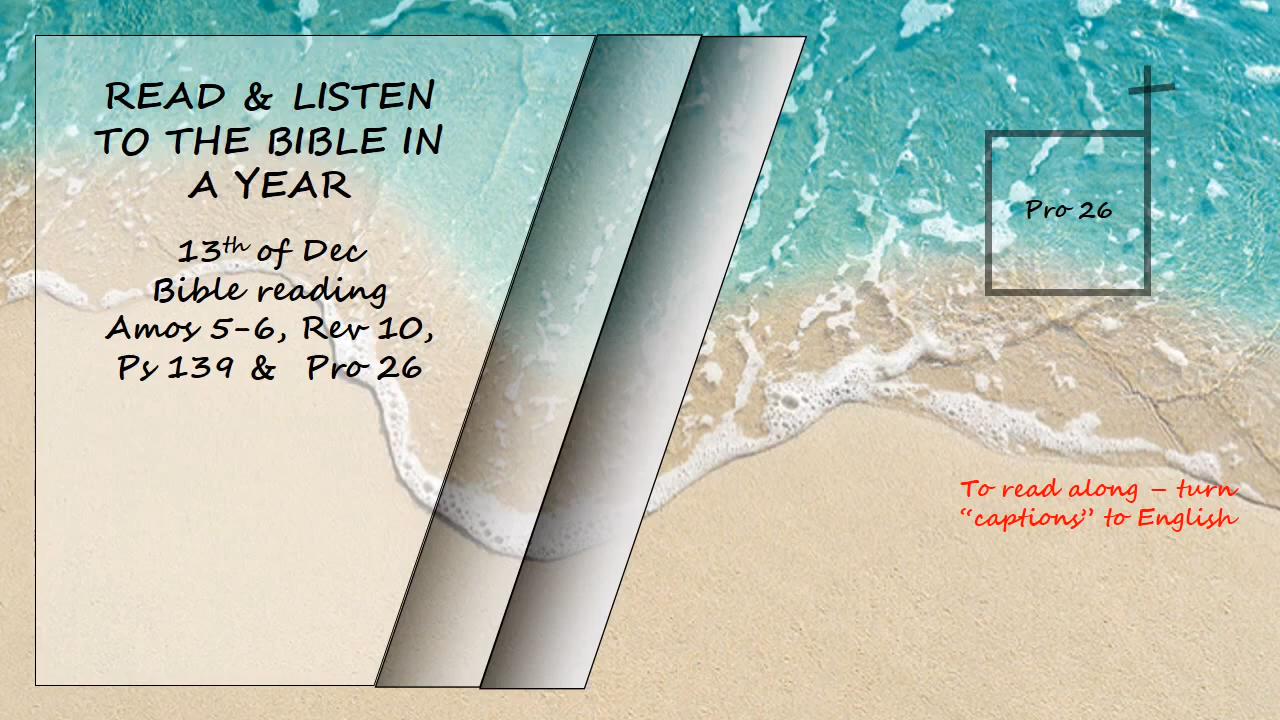 READ & LISTEN
TO THE BIBLE IN
A YEAR
13th of Dec
Bible reading
Amos 5-6, Rev 10,
Ps 139 & Pro 26
Pro 26
To read along – turn
“captions” to English